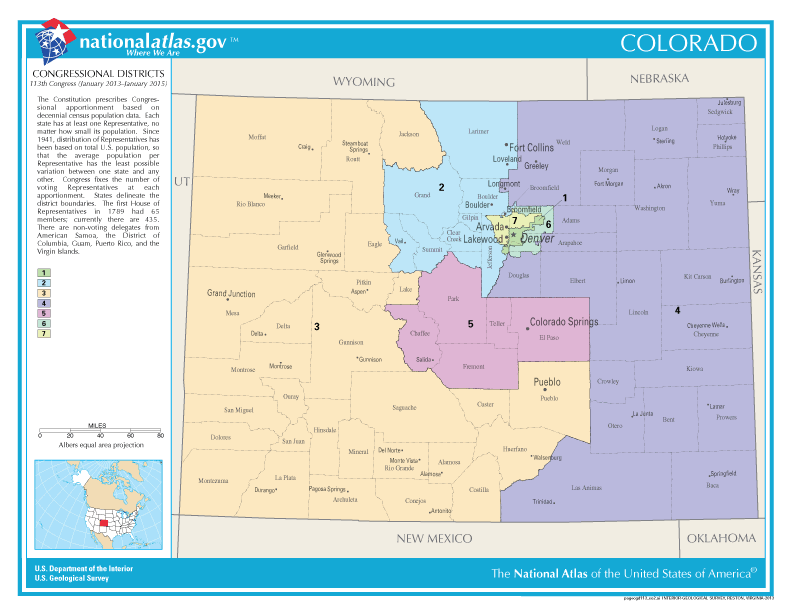 nationalatlas.gov™
Where We Are
COLORADO
CONGRESSIONAL DISTRICTS
113th Congress (January 2013–January 2015)
The Constitution prescribes Congres-
sional apportionment based on
decennial census population data. Each
state has at least one Representative, no
matter how small its population. Since
1941, distribution of Representatives has
been based on total U.S. population, so
that the average population per
Representative has the least possible
variation between one state and any
other. Congress fixes the number of
voting Representatives at each
apportionment. States delineate the
district boundaries. The first House of
Representatives in 1789 had 65
members; currently there are 435.
There are non-voting delegates from
American Samoa, the District of
Columbia, Guam, Puerto Rico, and the
Virgin Islands.
1
2
3
4
5
6
7
MILES
0 20 40 60 80
Albers equal area projection
WYOMING
NEBRASKA
UT
KANSAS
NEW MEXICO
OKLAHOMA
Moffat
Craig
Steamboat
Springs
Routt
Jackson
Larimer
Fort Collins
Loveland
Greeley
Weld
Logan
Sterling
Julesburg
Sedgwick
Holyoke
Phillips
Morgan
Fort Morgan
Akron
Washington
Wray
Yuma
2
Grand
Longmont
Broomfield
Boulder
Boulder
1
Broomfield
Gilpin
7
6
Adams
Arvada
Clear
Creek
Lakewood
Denver
Arapahoe
Jefferson
Meeker
Rio Blanco
Garfield
Eagle
Vail
Summit
Glenwood
Springs
Pitkin
Aspen
Lake
Park
Douglas
Elbert
Limon
Kit Carson
Burlington
Grand Junction
Mesa
Delta
Delta
3
Gunnison
Gunnison
Chaffee
5
Teller
Colorado Springs
El Paso
Lincoln
4
Cheyenne Wells
Cheyenne
Salida
Fremont
Montrose
Montrose
Ouray
San Miguel
Pueblo
Pueblo
Crowley
Kiowa
Saguache
Custer
Otero
La Junta
Bent
Lamar
Prowers
Dolores
San Juan
Hinsdale
Mineral
Del Norte
Monte Vista
Rio Grande
Alamosa
Alamosa
Huerfano
Walsenburg
Montezuma
La Plata
Durango
Pagosa Springs
Archuleta
Conejos
Antonito
Costilla
Las Animas
Trinidad
Springfield
Baca
U.S. Department of the Interior
U.S. Geological Survey
The National Atlas of the United States of America®